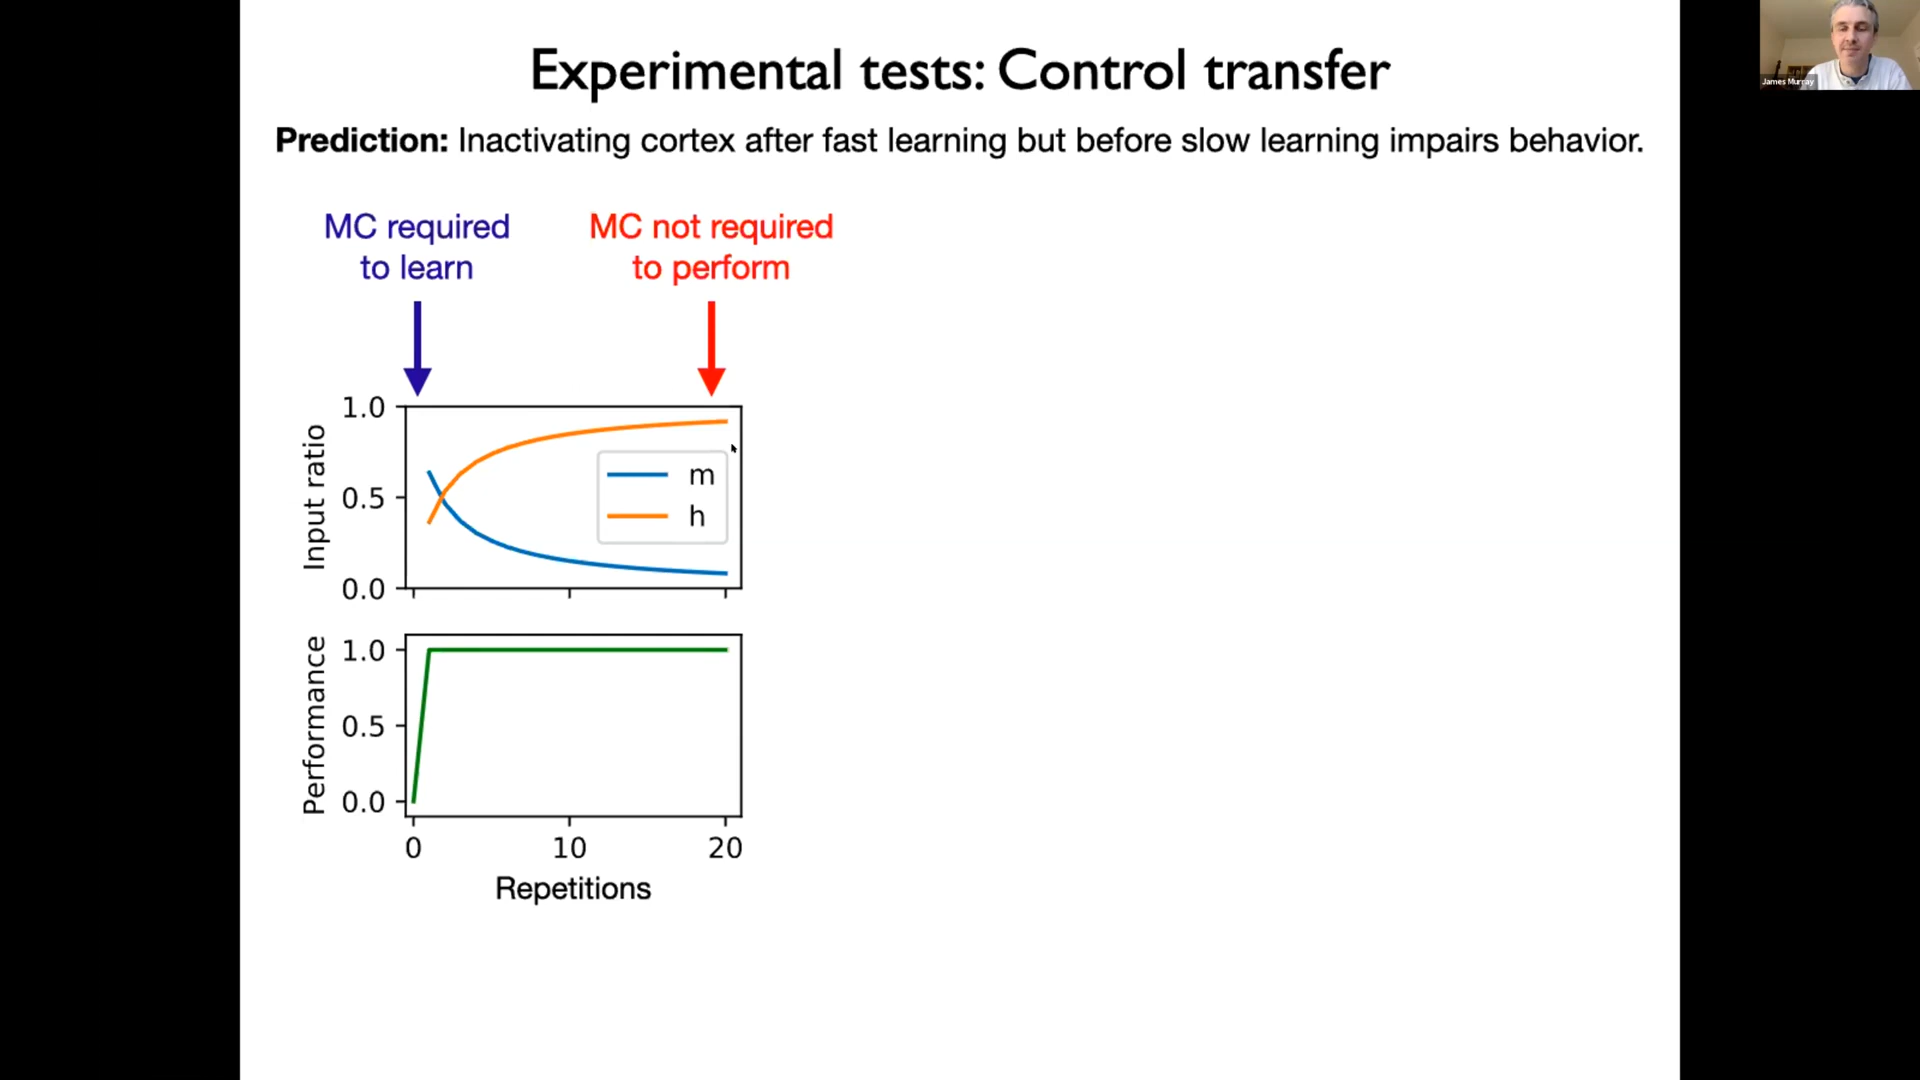 Experimental tests: Control transfer
James Murray
Prediction: Inactivating cortex after fast learning but before slow learning impairs behavior.
MC required
to learn
MC not required
to perform
Input ratio
1.0
0.5
0.0
m
h
Performance
1.0
0.5
0.0
0
10
20
Repetitions